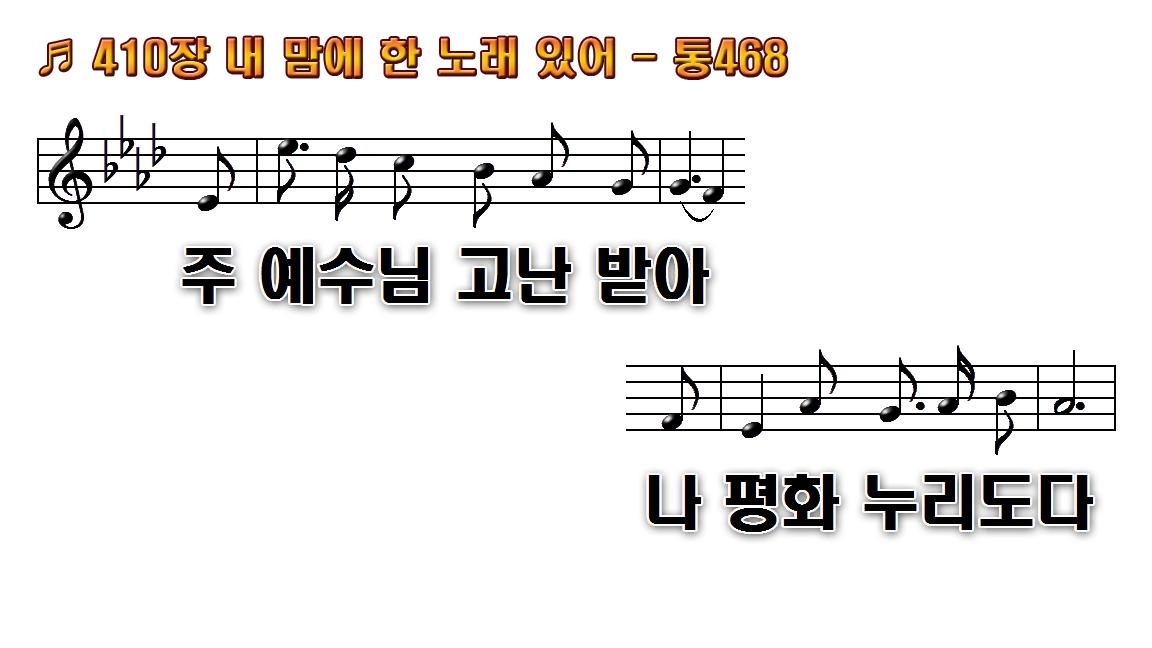 ♬ 410장 내 맘에 한 노래 있어 - 통468
주 예수님 고난 받아
나 평화 누리도다